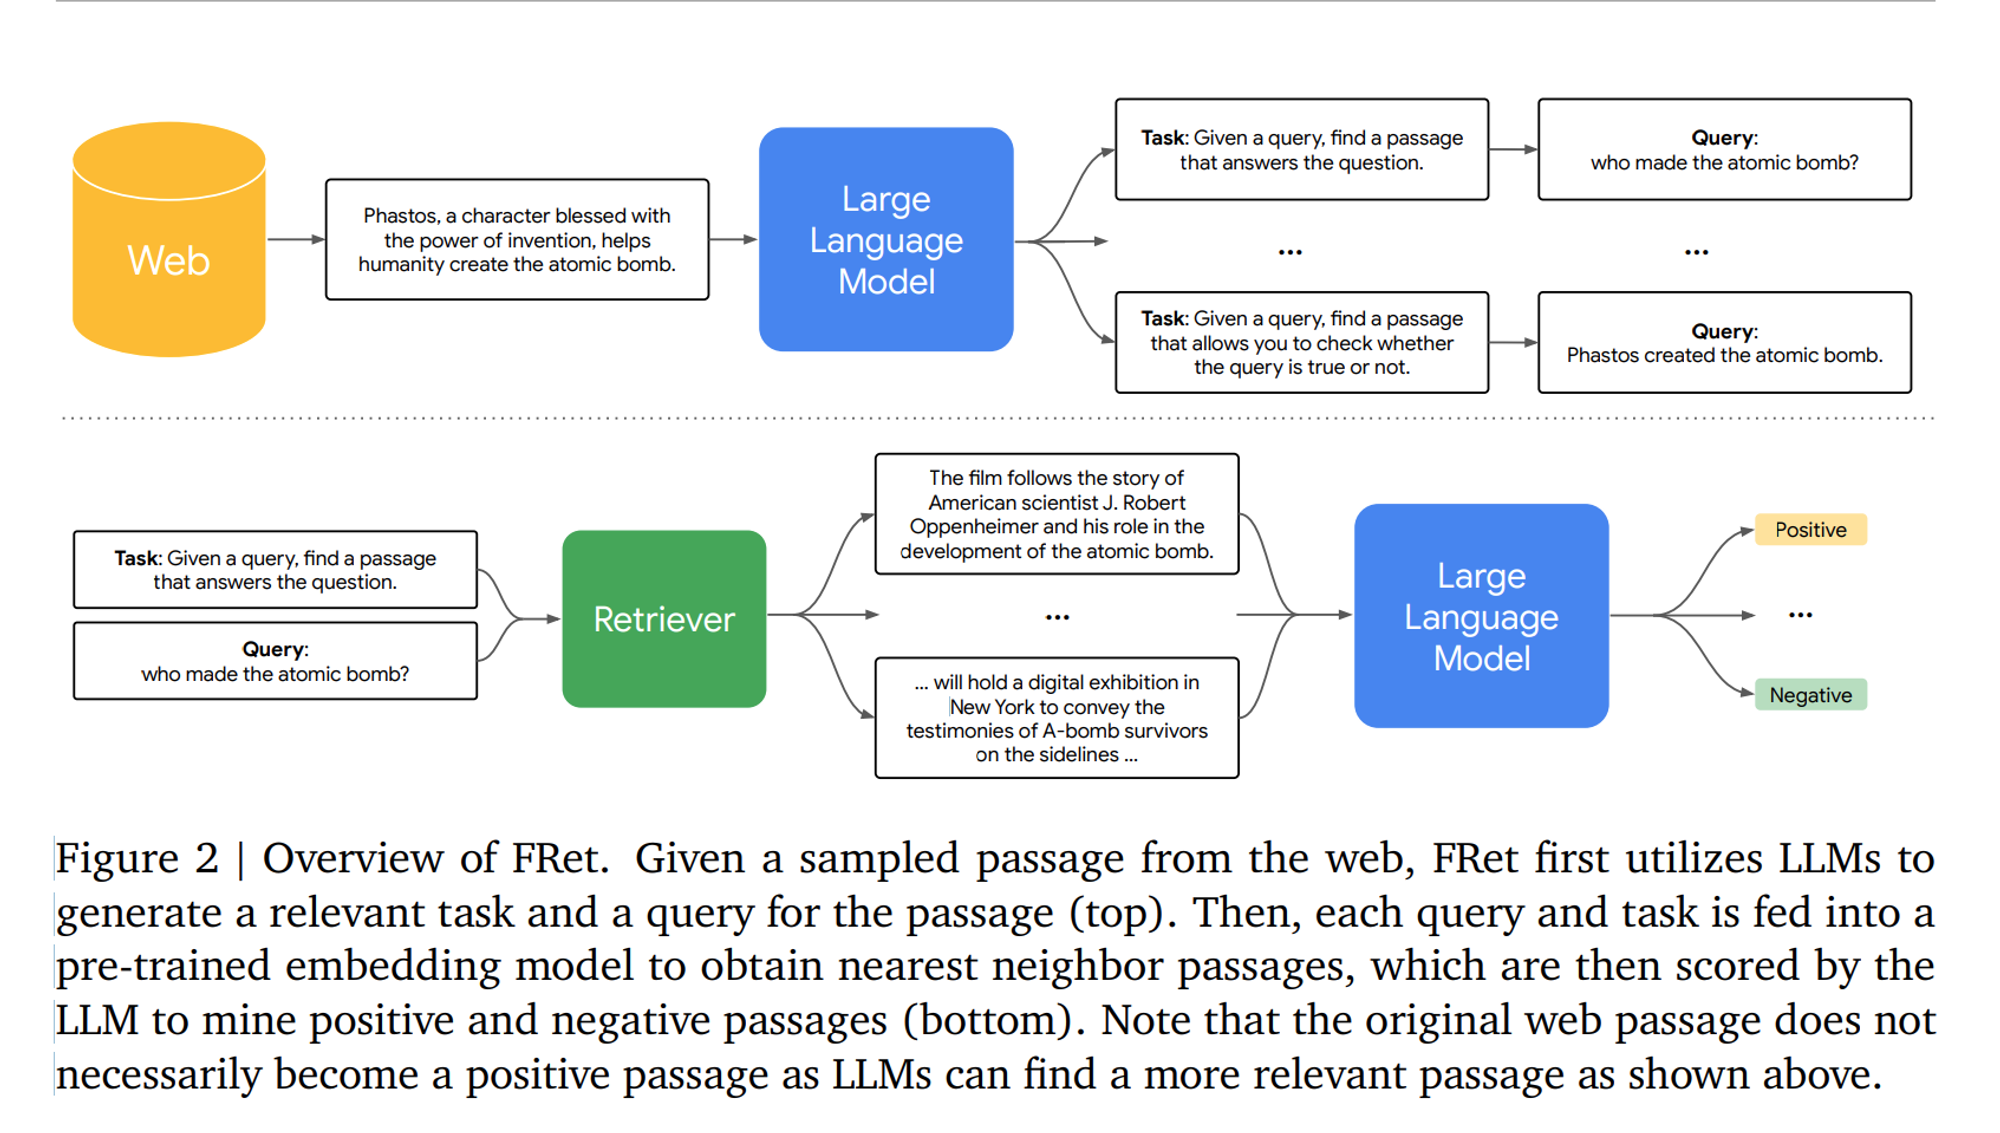 Web
Phastos, a character blessed with
the power of invention, helps
humanity create the atomic bomb.
Large
Language
Model
Task: Given a query, find a passage
that answers the question.
Query:
who made the atomic bomb?
...
...
Task: Given a query, find a passage
that allows you to check whether
the query is true or not.
Query:
Phastos created the atomic bomb.
Task: Given a query, find a passage
that answers the question.
Query:
who made the atomic bomb?
Retriever
The film follows the story of
American scientist J. Robert
Oppenheimer and his role in the
development of the atomic bomb.
...
... will hold a digital exhibition in
New York to convey the
testimonies of A-bomb survivors
on the sidelines ...
Large
Language
Model
Positive
...
Negative
Figure 2 | Overview of FRet. Given a sampled passage from the web, FRet first utilizes LLMs to
generate a relevant task and a query for the passage (top). Then, each query and task is fed into a
pre-trained embedding model to obtain nearest neighbor passages, which are then scored by the
LLM to mine positive and negative passages (bottom). Note that the original web passage does not
necessarily become a positive passage as LLMs can find a more relevant passage as shown above.